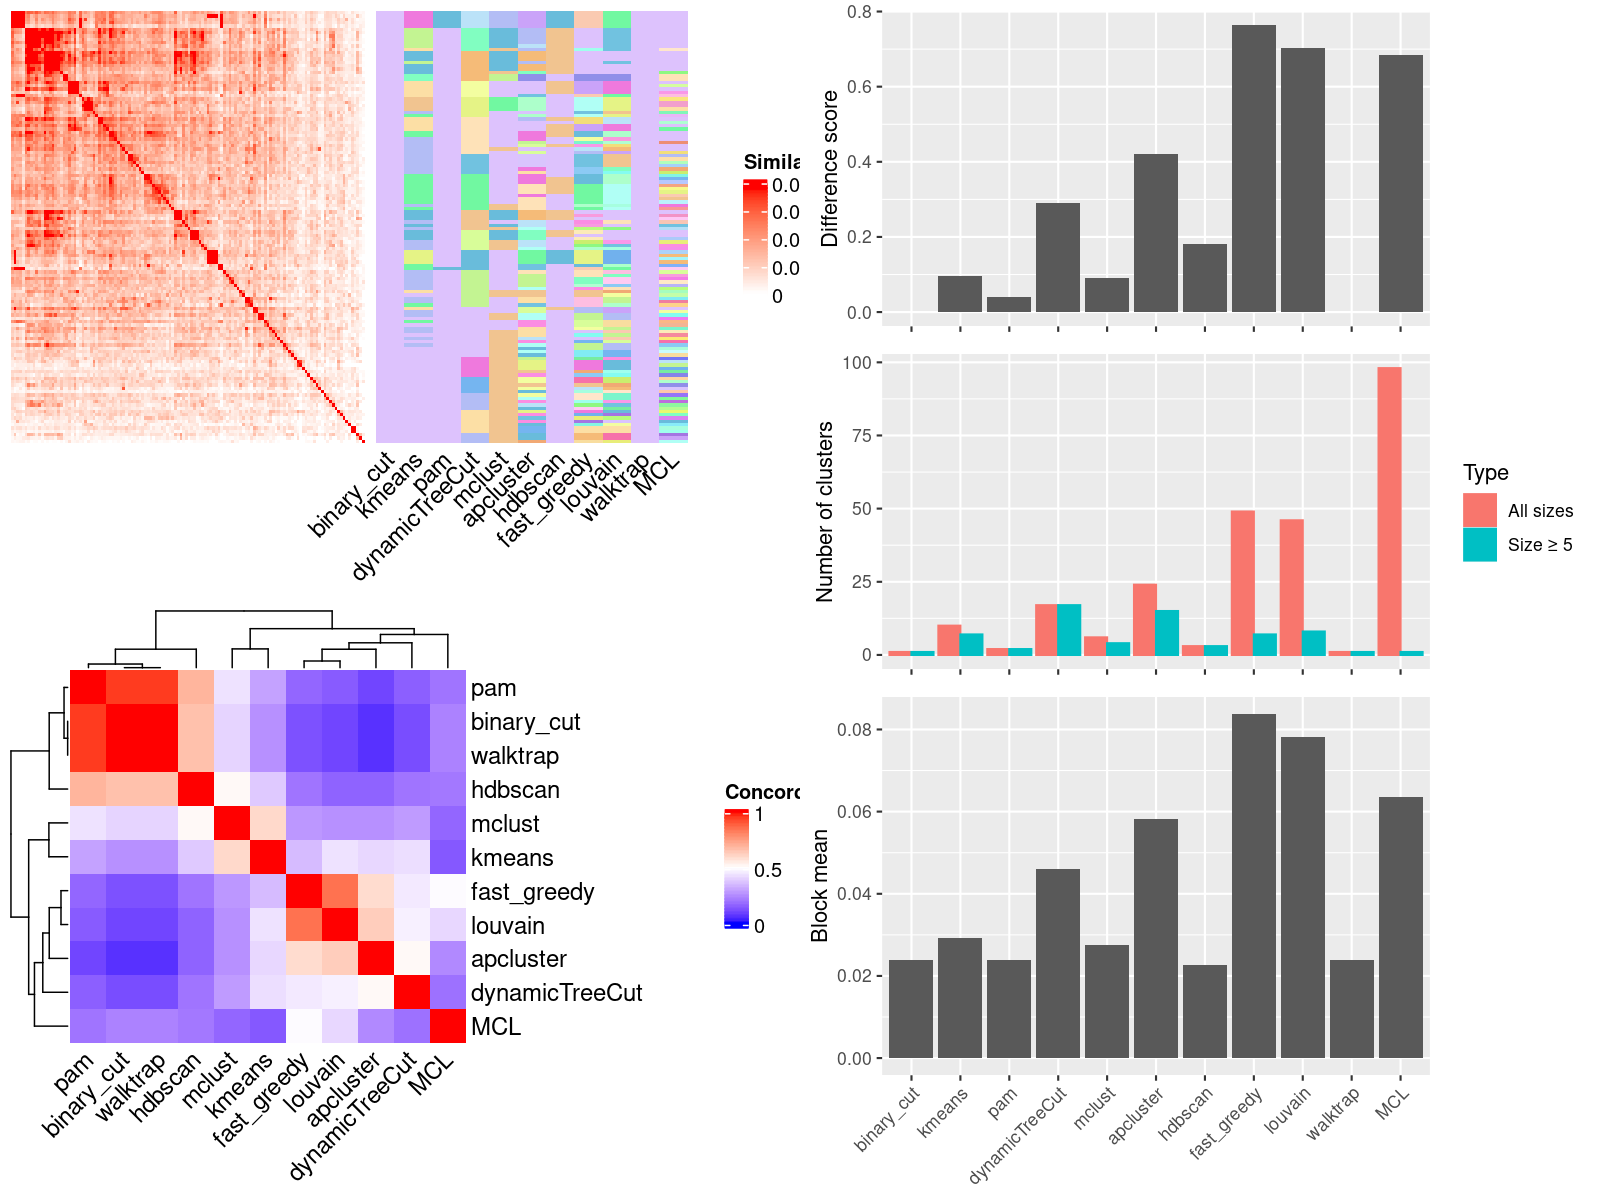 Simila
0.0
0.0
0.0
0.0
0
binary_cut
kmeans
pam
dynamicTreeCut
mclust
apcluster
hdbscan
fast_greedy
louvain
walktrap
MCL
pam
binary_cut
walktrap
hdbscan
mclust
kmeans
fast_greedy
louvain
apcluster
dynamicTreeCut
MCL
pam
binary_cut
walktrap
hdbscan
mclust
kmeans
fast_greedy
louvain
apcluster
dynamicTreeCut
MCL
Concord
1
0.5
0
Difference score
0.8
0.6
0.4
0.2
0.0
Number of clusters
100
75
50
25
0
Type
All sizes
Size ≥ 5
Block mean
0.08
0.06
0.04
0.02
0.00
binary_cut
kmeans
pam
dynamicTreeCut
mclust
apcluster
hdbscan
fast_greedy
louvain
walktrap
MCL